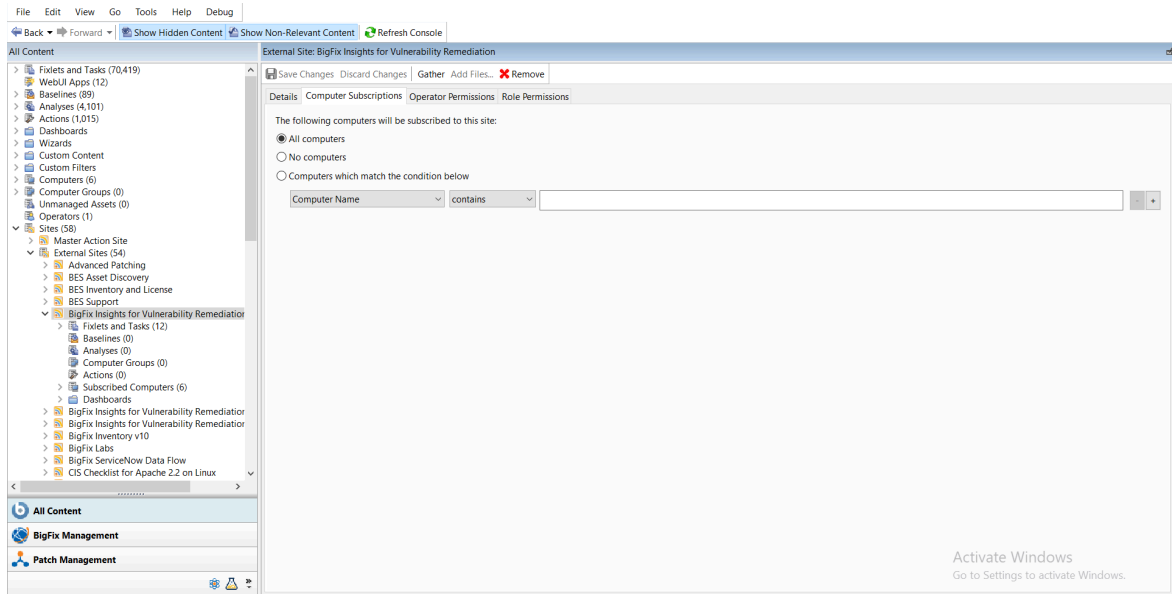 File Edit View Go Tools Help Debug
Back Forward Show Hidden Content Show Non-Relevant Content Refresh Console
All Content
External Site: BigFix Insights for Vulnerability Remediation
Save Changes Discard Changes Gather Add Files... Remove
Details Computer Subscriptions Operator Permissions Role Permissions
The following computers will be subscribed to this site:
All computers
No computers
Computers which match the condition below
Computer Name contains - +
Fixlets and Tasks (70,419)
WebUI Apps (12)
Baselines (89)
Analyses (4,101)
Actions (1,015)
Dashboards
Wizards
Custom Content
Custom Filters
Computers (6)
Computer Groups (0)
Unmanaged Assets (0)
Operators (1)
Sites (58)
Master Action Site
External Sites (54)
Advanced Patching
BES Asset Discovery
BES Inventory and License
BES Support
BigFix Insights for Vulnerability Remediation
Fixlets and Tasks (12)
Baselines (0)
Analyses (0)
Computer Groups (0)
Actions (0)
Subscribed Computers (6)
Dashboards
BigFix Insights for Vulnerability Remediation
BigFix Insights for Vulnerability Remediation
BigFix Inventory v10
BigFix Labs
BigFix ServiceNow Data Flow
CIS Checklist for Apache 2.2 on Linux
All Content
BigFix Management
Patch Management
Activate Windows
Go to Settings to activate Windows.